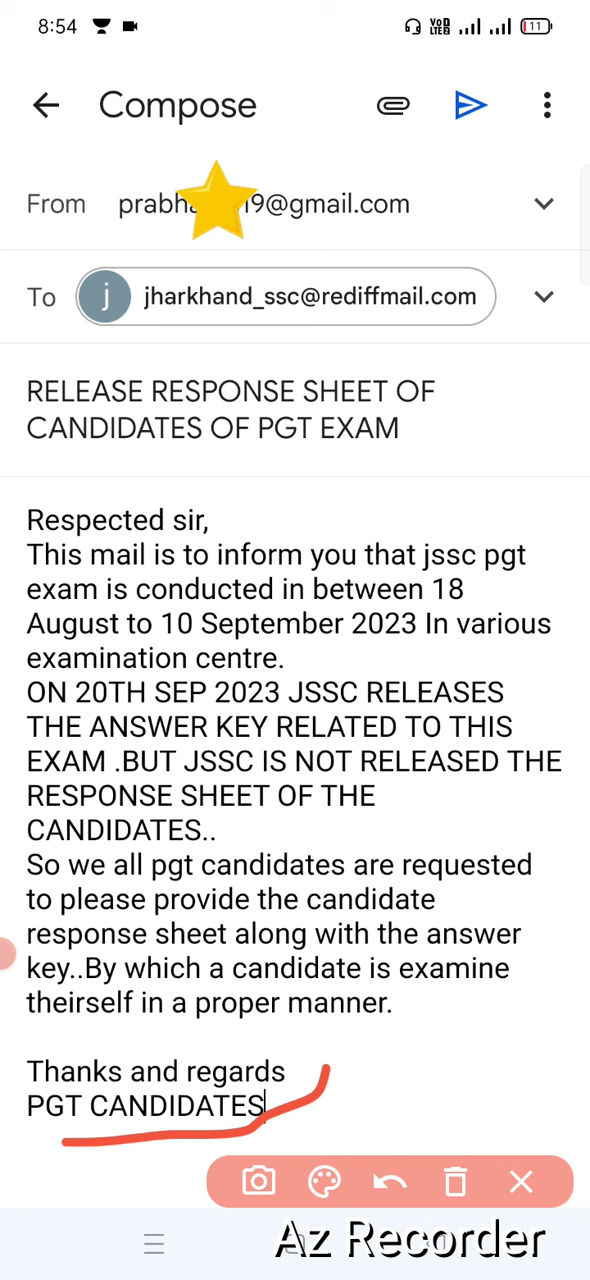 8:54
VoD LTE2
11
Compose
From prabh 19@gmail.com
To j jharkhand_ssc@rediffmail.com
RELEASE RESPONSE SHEET OF
CANDIDATES OF PGT EXAM
Respected sir,
This mail is to inform you that jssc pgt
exam is conducted in between 18
August to 10 September 2023 In various
examination centre.
ON 20TH SEP 2023 JSSC RELEASES
THE ANSWER KEY RELATED TO THIS
EXAM .BUT JSSC IS NOT RELEASED THE
RESPONSE SHEET OF THE
CANDIDATES..
So we all pgt candidates are requested
to please provide the candidate
response sheet along with the answer
key..By which a candidate is examine
theirself in a proper manner.
Thanks and regards
PGT CANDIDATES
Az Recorder